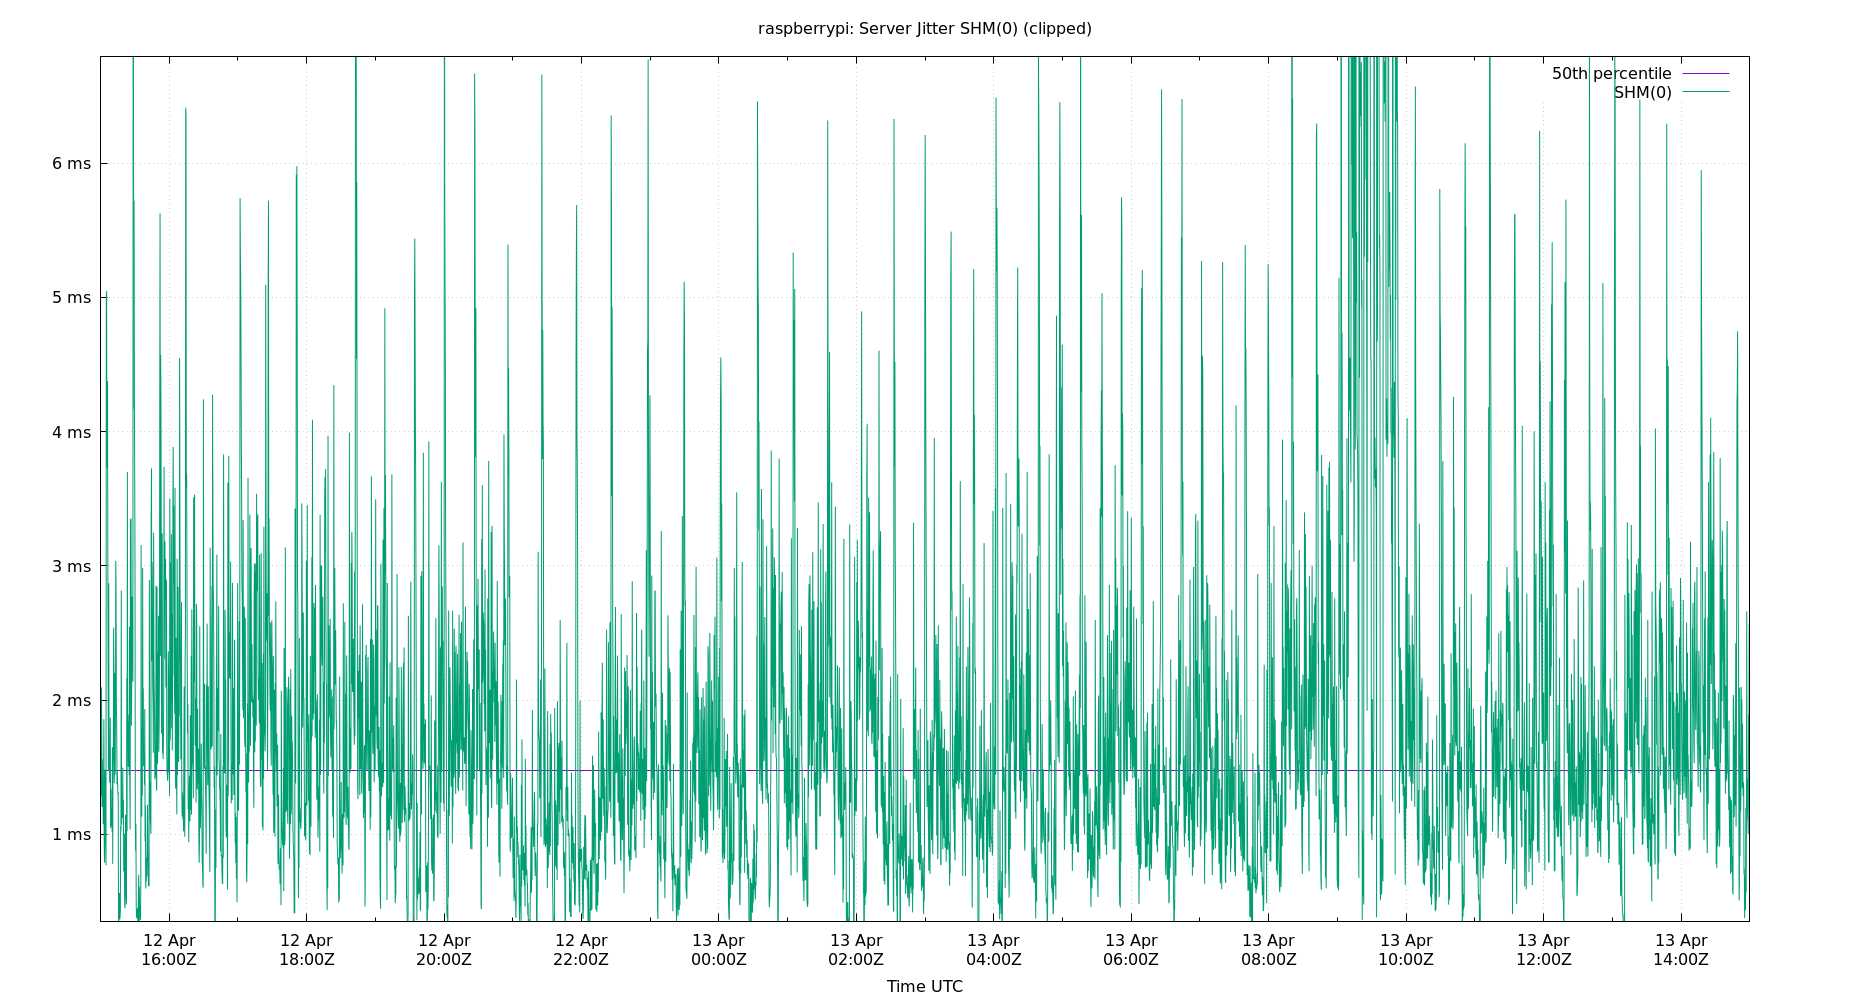 raspberrypi: Server Jitter SHM(0) (clipped)
50th percentile
SHM(0)
6 ms
5 ms
4 ms
3 ms
2 ms
1 ms
12 Apr 12 Apr 12 Apr 12 Apr 13 Apr 13 Apr 13 Apr 13 Apr 13 Apr 13 Apr 13 Apr 13 Apr
16:00Z 18:00Z 20:00Z 22:00Z 00:00Z 02:00Z 04:00Z 06:00Z 08:00Z 10:00Z 12:00Z 14:00Z
Time UTC